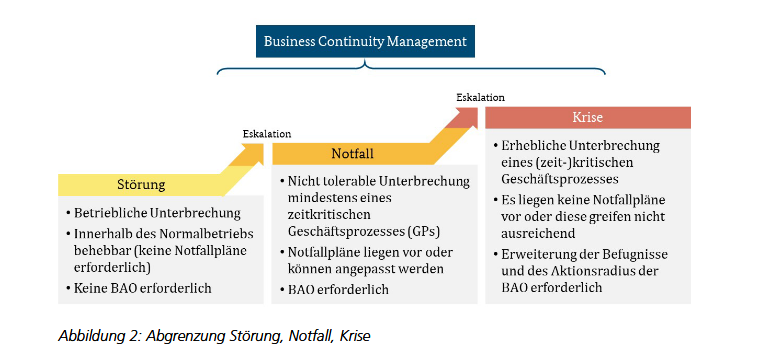 Business Continuity Management
Eskalation
Krise
• Erhebliche Unterbrechung
eines (zeit-)kritischen
Geschäftsprozesses
• Es liegen keine Notfallpläne
vor oder diese greifen nicht
ausreichend
• Erweiterung der Befugnisse
und des Aktionsradius der
BAO erforderlich
Eskalation
Notfall
• Nicht tolerable Unterbrechung
mindestens eines
zeitkritischen
Geschäftsprozesses (GPs)
• Notfallpläne liegen vor oder
können angepasst werden
• BAO erforderlich
Störung
• Betriebliche Unterbrechung
• Innerhalb des Normalbetriebs
behebbar (keine Notfallpläne
erforderlich)
• Keine BAO erforderlich
Abbildung 2: Abgrenzung Störung, Notfall, Krise